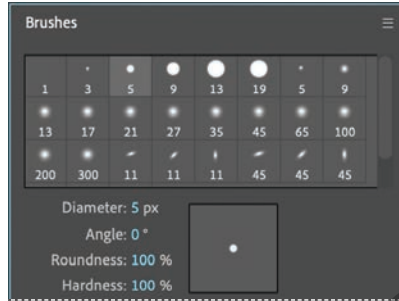 Brushes
1 3 5 9 13 19 5 9
13 17 21 27 35 45 65 100
200 300 11 11 11 45 45 45
Diameter: 5 px
Angle: 0 °
Roundness: 100 %
Hardness: 100 %